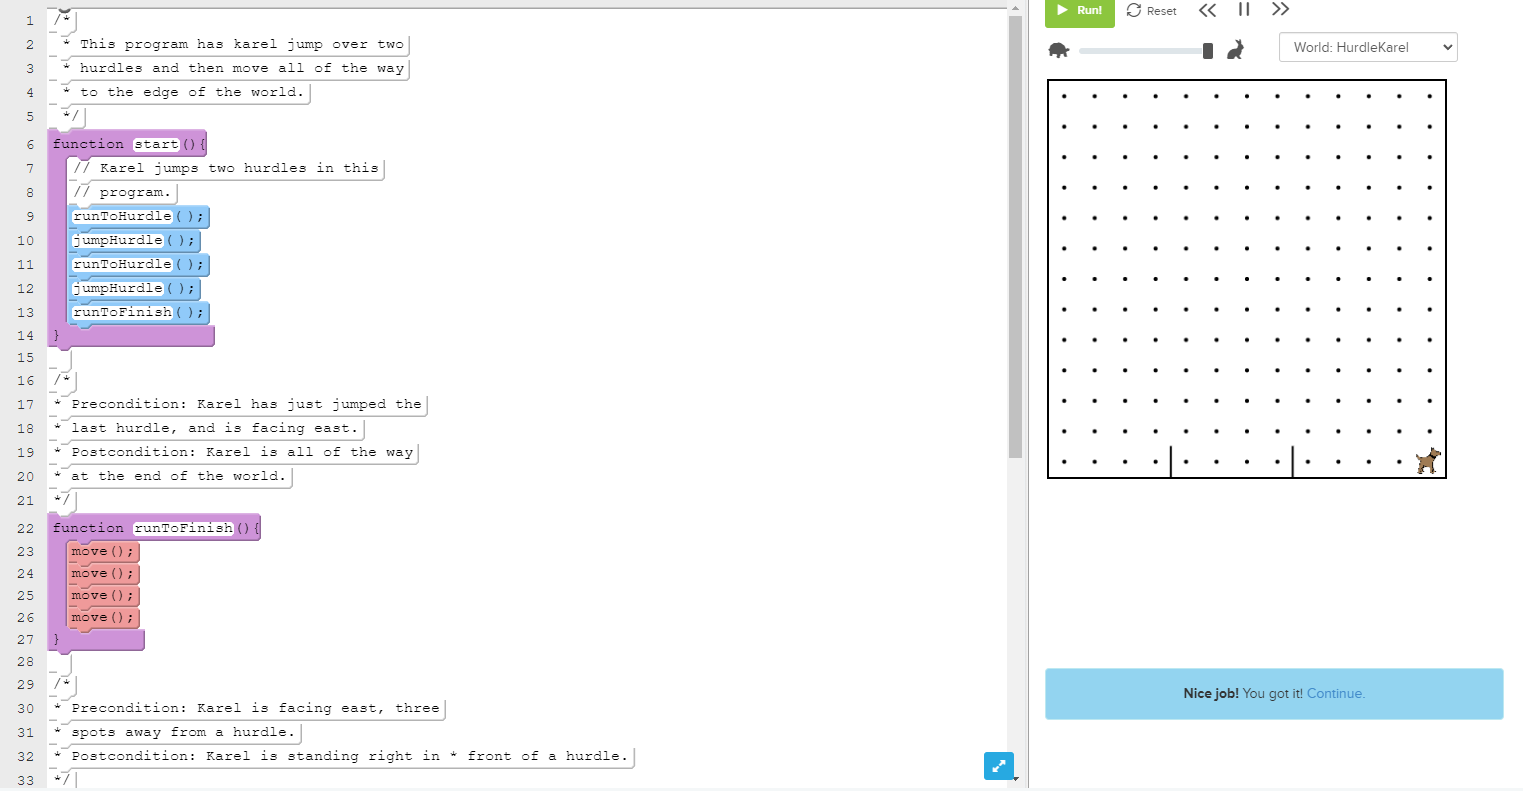 1 /*
2 * This program has karel jump over two
3 * hurdles and then move all of the way
4 * to the edge of the world.
5 */
6 function start(){
7 // Karel jumps two hurdles in this
8 // program.
9 runToHurdle();
10 jumpHurdle();
11 runToHurdle();
12 jumpHurdle();
13 runToFinish();
14 }
15
16 /*
17 * Precondition: Karel has just jumped the
18 * last hurdle, and is facing east.
19 * Postcondition: Karel is all of the way
20 * at the end of the world.
21 */
22 function runToFinish(){
23 move();
24 move();
25 move();
26 move();
27 }
28
29 /*
30 * Precondition: Karel is facing east, three
31 * spots away from a hurdle.
32 * Postcondition: Karel is standing right in * front of a hurdle.
33 */
Run! Reset
World: HurdleKarel
Nice job! You got it! Continue.